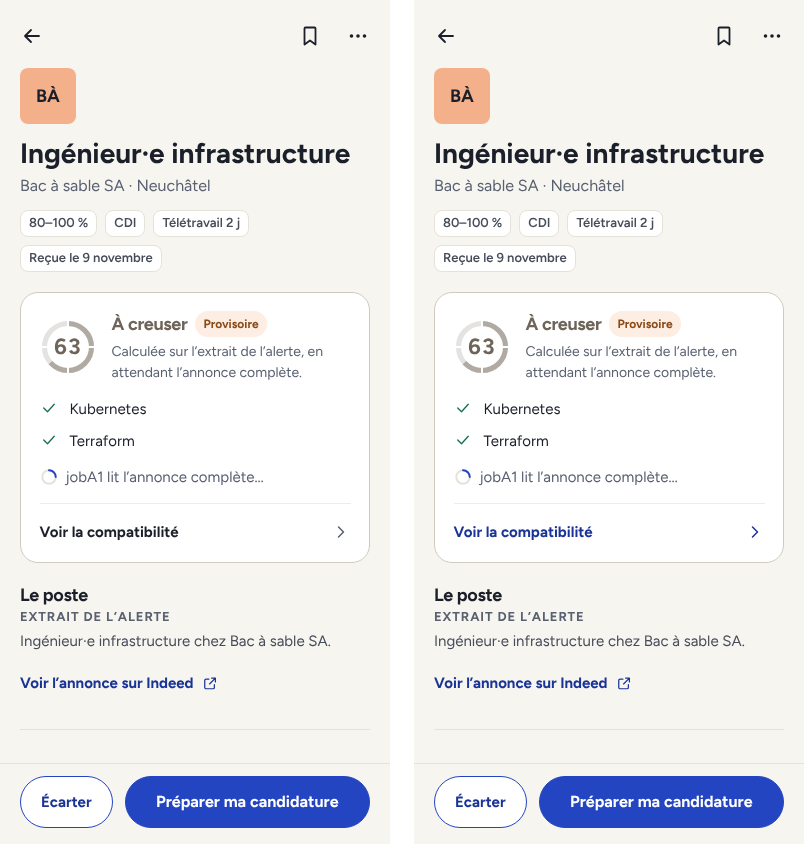 BÀ
Ingénieur·e infrastructure
Bac à sable SA · Neuchâtel
80–100 %
CDI
Télétravail 2 j
Reçue le 9 novembre
63
À creuser
Provisoire
Calculée sur l’extrait de l’alerte, en
attendant l’annonce complète.
Kubernetes
Terraform
jobA1 lit l’annonce complète…
Voir la compatibilité
Le poste
EXTRAIT DE L’ALERTE
Ingénieur·e infrastructure chez Bac à sable SA.
Voir l’annonce sur Indeed
Écarter
Préparer ma candidature
BÀ
Ingénieur·e infrastructure
Bac à sable SA · Neuchâtel
80–100 %
CDI
Télétravail 2 j
Reçue le 9 novembre
63
À creuser
Provisoire
Calculée sur l’extrait de l’alerte, en
attendant l’annonce complète.
Kubernetes
Terraform
jobA1 lit l’annonce complète…
Voir la compatibilité
Le poste
EXTRAIT DE L’ALERTE
Ingénieur·e infrastructure chez Bac à sable SA.
Voir l’annonce sur Indeed
Écarter
Préparer ma candidature